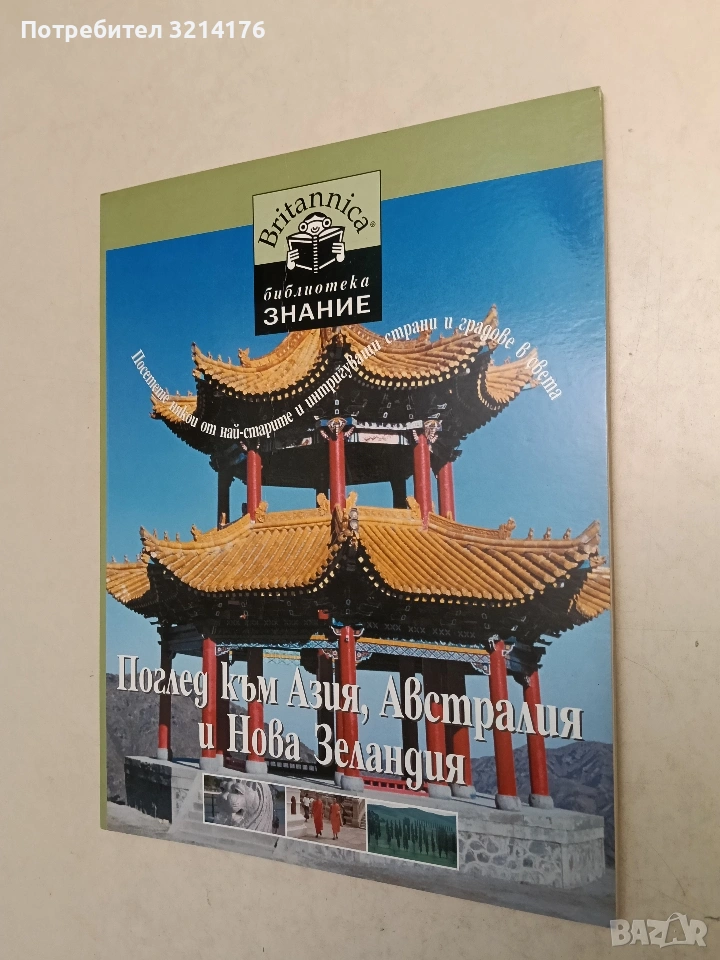 Потребител 3214176
Britannica®
библиотека
ЗНАНИЕ
Посетете някои от най-старите и интригуващи страни и градове в света
Поглед към Азия, Австралия
и Нова Зеландия
BAZAR